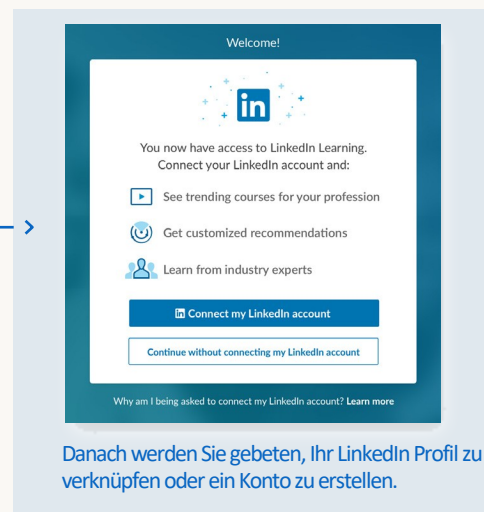 Welcome!
in
You now have access to LinkedIn Learning.
Connect your LinkedIn account and:
See trending courses for your profession
Get customized recommendations
Learn from industry experts
in Connect my LinkedIn account
Continue without connecting my LinkedIn account
Why am I being asked to connect my LinkedIn account? Learn more
Danach werden Sie gebeten, Ihr LinkedIn Profil zu
verknüpfen oder ein Konto zu erstellen.